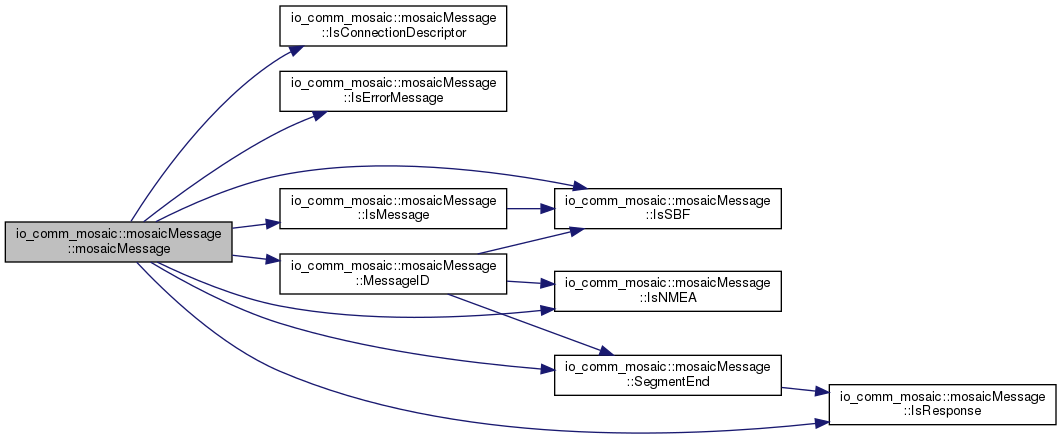 io_comm_mosaic::mosaicMessage
::IsConnectionDescriptor
io_comm_mosaic::mosaicMessage
::IsErrorMessage
io_comm_mosaic::mosaicMessage
::mosaicMessage
io_comm_mosaic::mosaicMessage
::IsMessage
io_comm_mosaic::mosaicMessage
::MessageID
io_comm_mosaic::mosaicMessage
::IsSBF
io_comm_mosaic::mosaicMessage
::IsNMEA
io_comm_mosaic::mosaicMessage
::SegmentEnd
io_comm_mosaic::mosaicMessage
::IsResponse